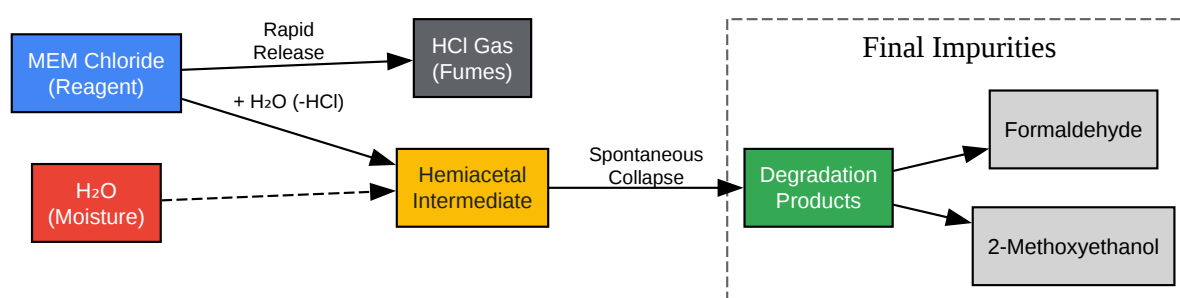 MEM Chloride
(Reagent)
Rapid
Release
HCl Gas
(Fumes)
+ H₂O (-HCl)
H₂O
(Moisture)
Hemiacetal
Intermediate
Spontaneous
Collapse
Final Impurities
Degradation
Products
Formaldehyde
2-Methoxyethanol